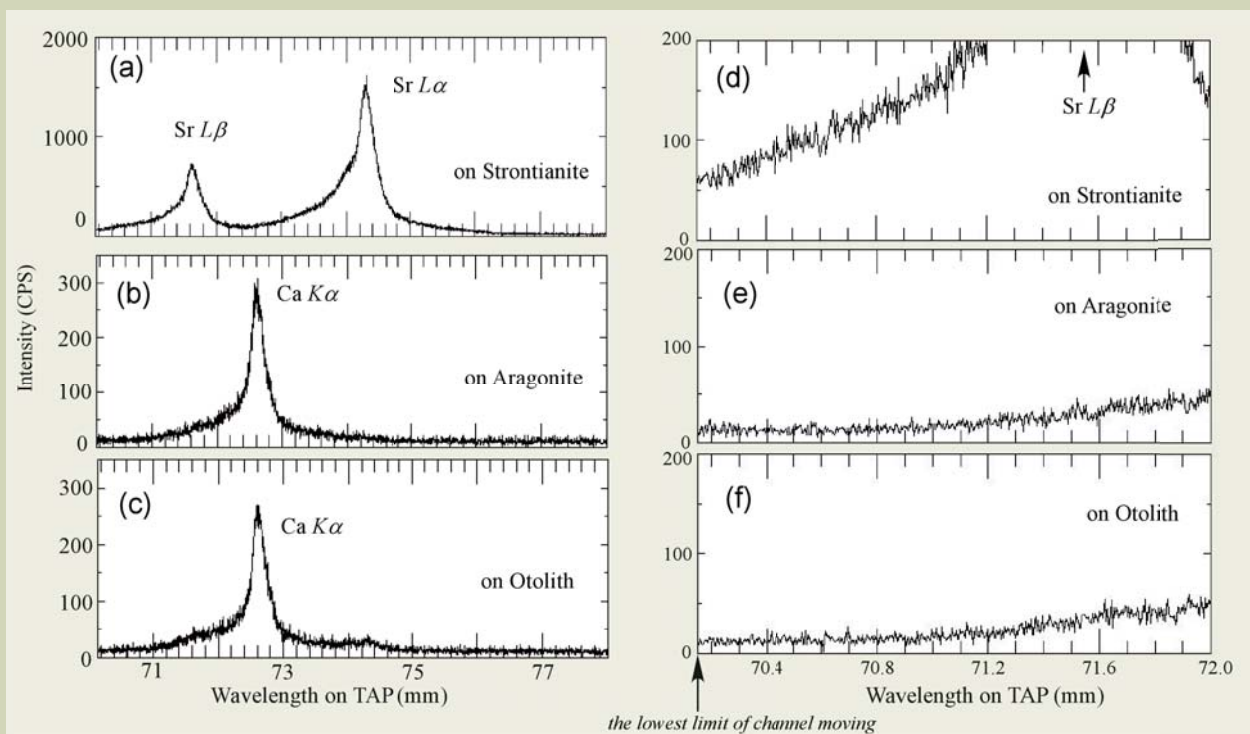 (a)
2000
1000
0
Sr Lβ
Sr Lα
on Strontianite
(b)
300
200
100
0
Ca Kα
on Aragonite
(c)
300
200
100
0
Ca Kα
on Otolith
71 73 75 77
Wavelength on TAP (mm)
Intensity (CPS)
(d)
200
100
0
Sr Lβ
on Strontianite
(e)
200
100
0
on Aragonite
(f)
200
100
0
on Otolith
70.4 70.8 71.2 71.6 72.0
Wavelength on TAP (mm)
the lowest limit of channel moving